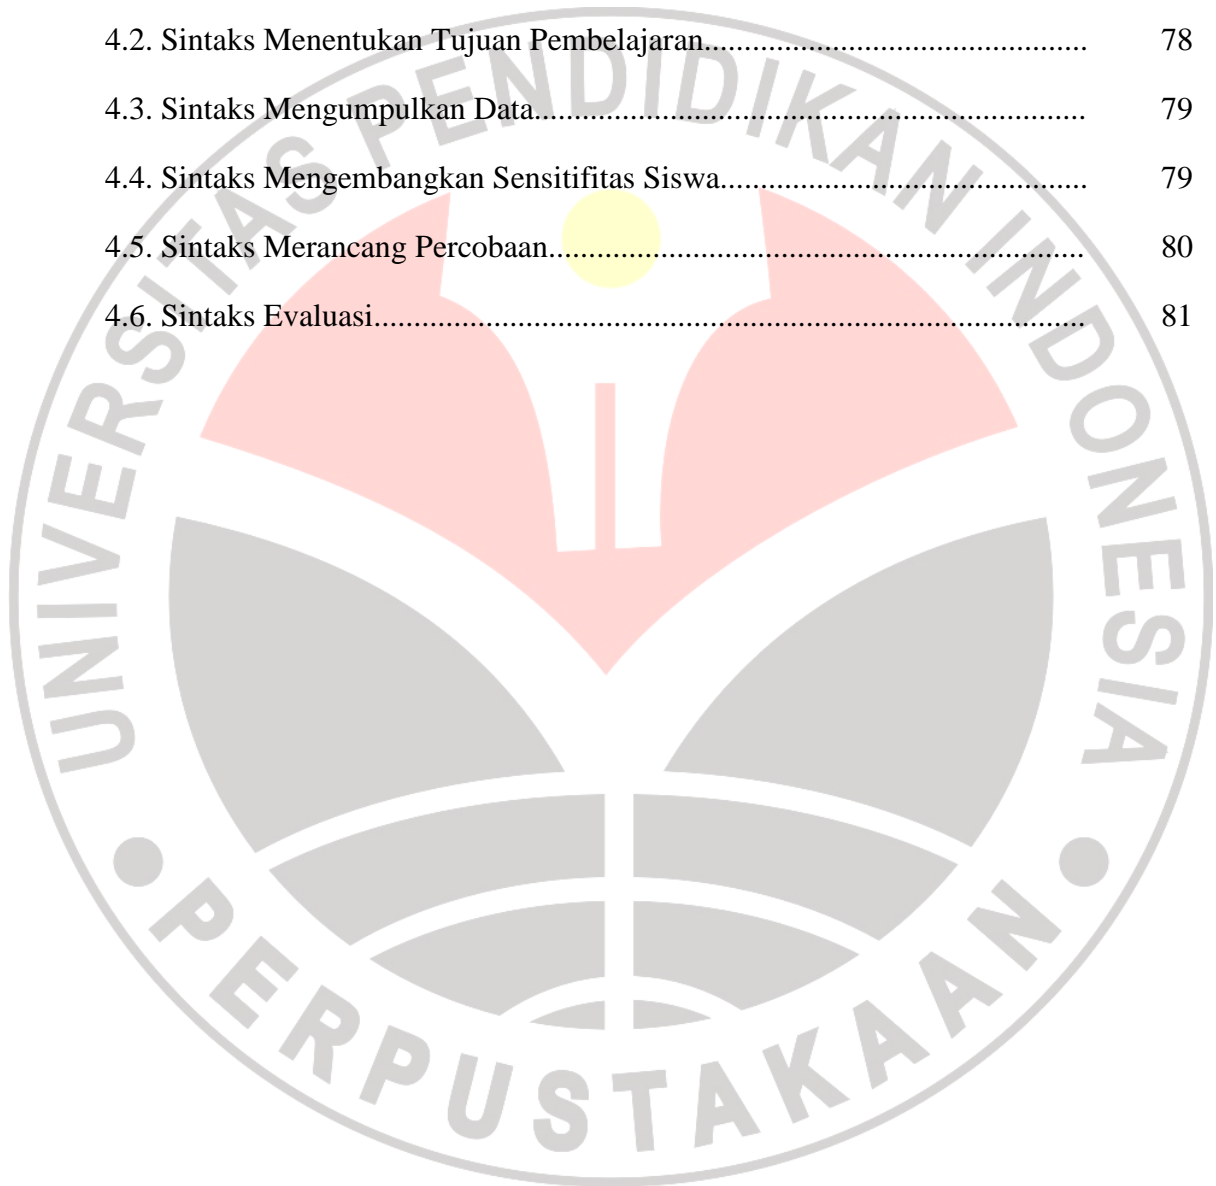 4.2. Sintaks Menentukan Tujuan Pembelajaran................................................ 78
4.3. Sintaks Mengumpulkan Data..................................................................... 79
4.4. Sintaks Mengembangkan Sensitifitas Siswa.............................................. 79
4.5. Sintaks Merancang Percobaan................................................................... 80
4.6. Sintaks Evaluasi......................................................................................... 81
UNIVERSITAS PENDIDIKAN INDONESIA
PERPUSTAKAAN